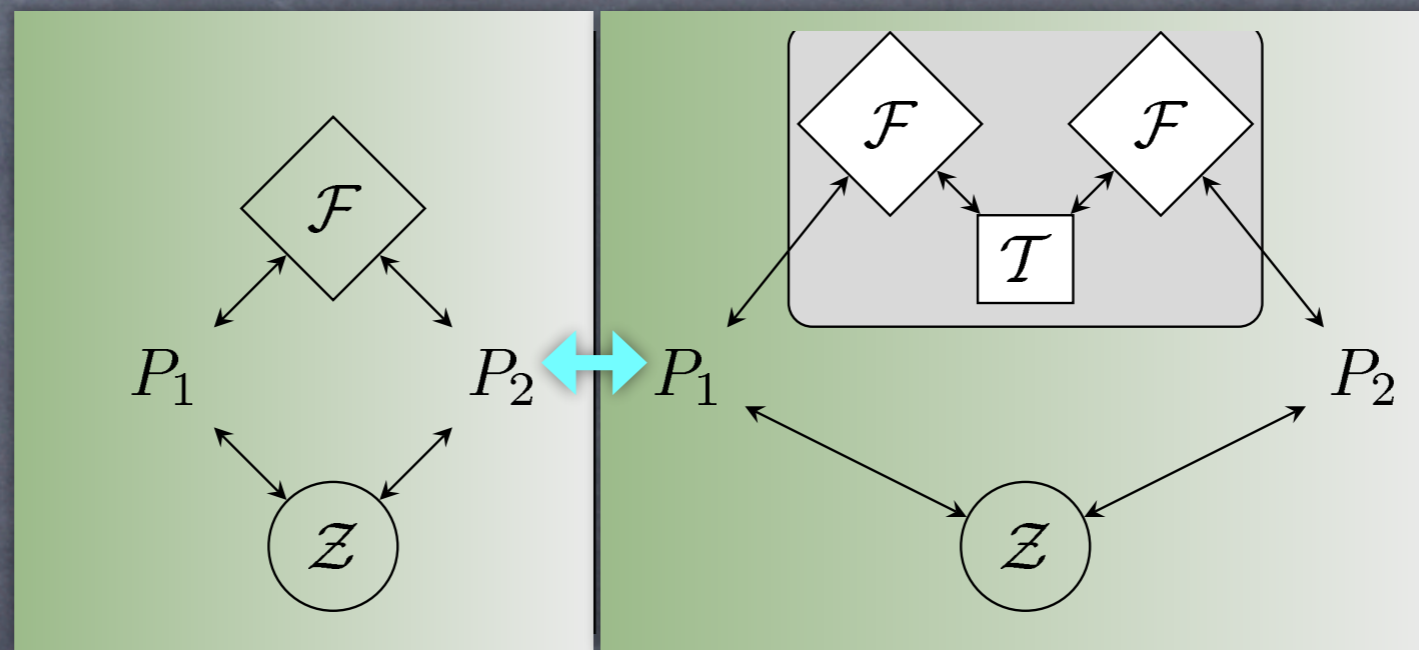 ℱ
P₁ P₂
𝒵
ℱ ℱ
𝒯
P₁ P₂
𝒵